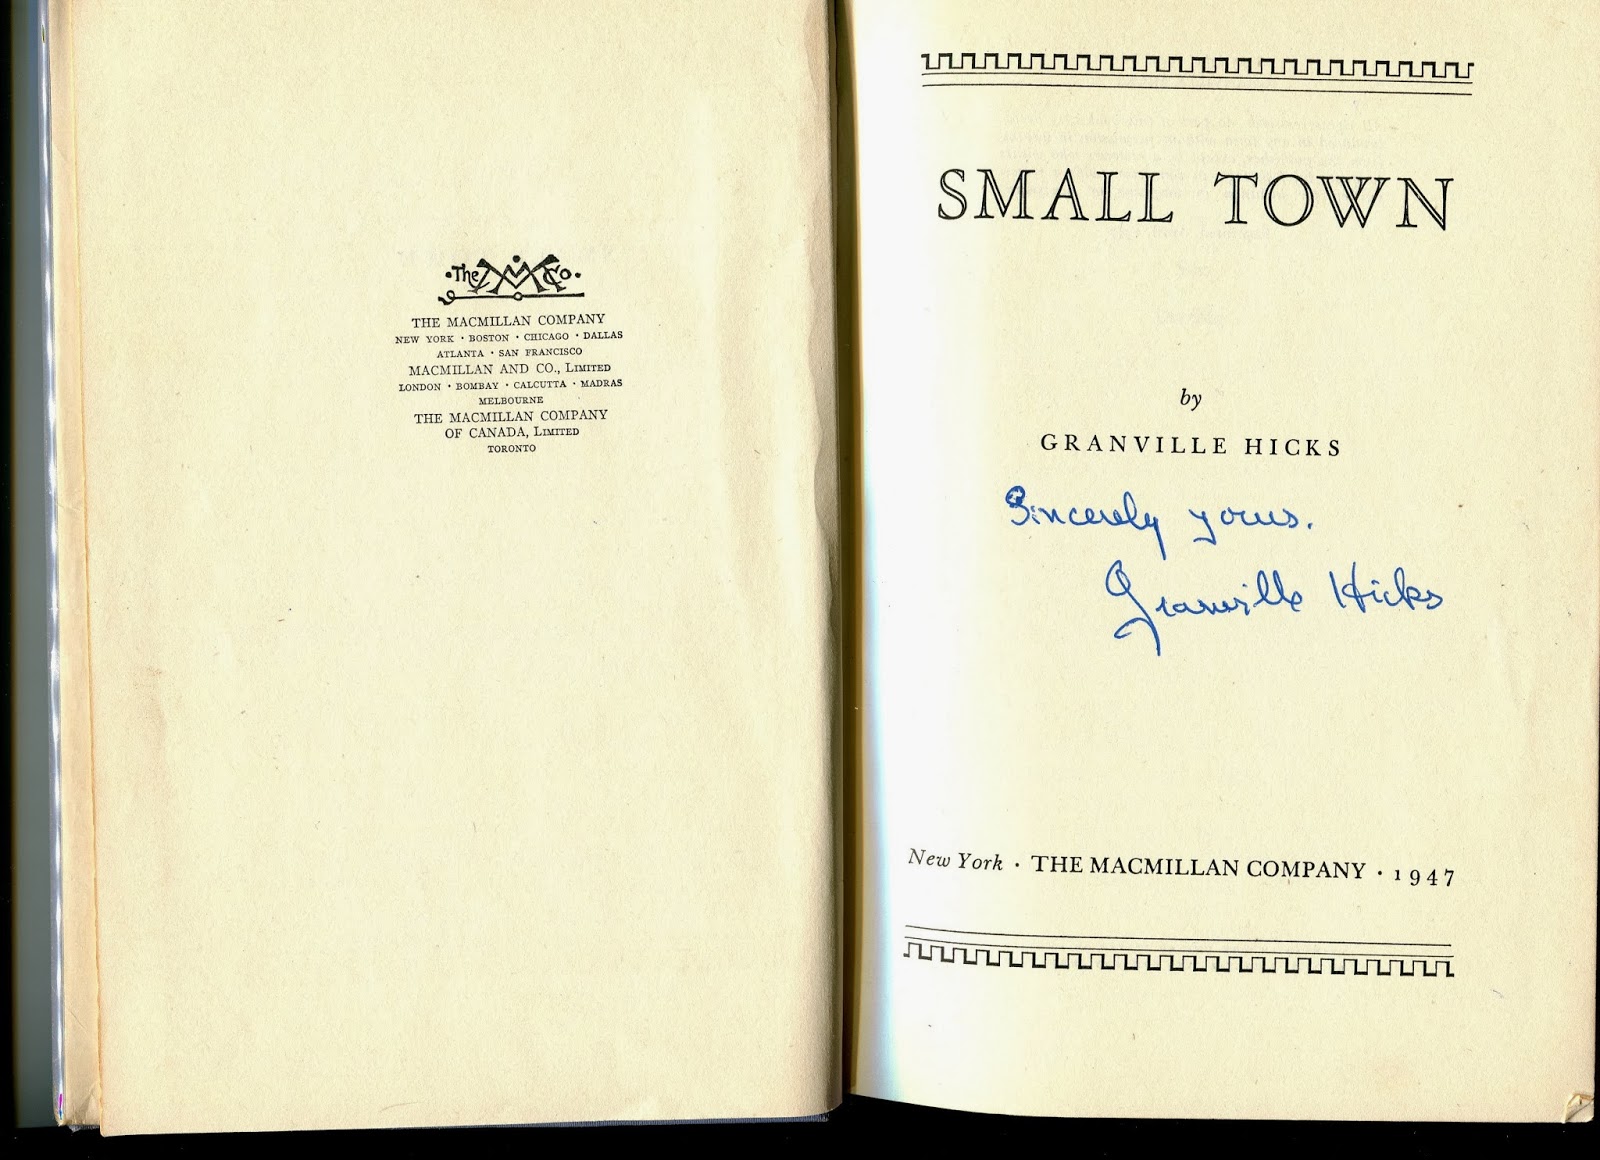 The M Co.
THE MACMILLAN COMPANY
NEW YORK · BOSTON · CHICAGO · DALLAS
ATLANTA · SAN FRANCISCO
MACMILLAN AND CO., LIMITED
LONDON · BOMBAY · CALCUTTA · MADRAS
MELBOURNE
THE MACMILLAN COMPANY
OF CANADA, LIMITED
TORONTO
SMALL TOWN
by
GRANVILLE HICKS
Sincerely yours.
Granville Hicks
New York · THE MACMILLAN COMPANY · 1947